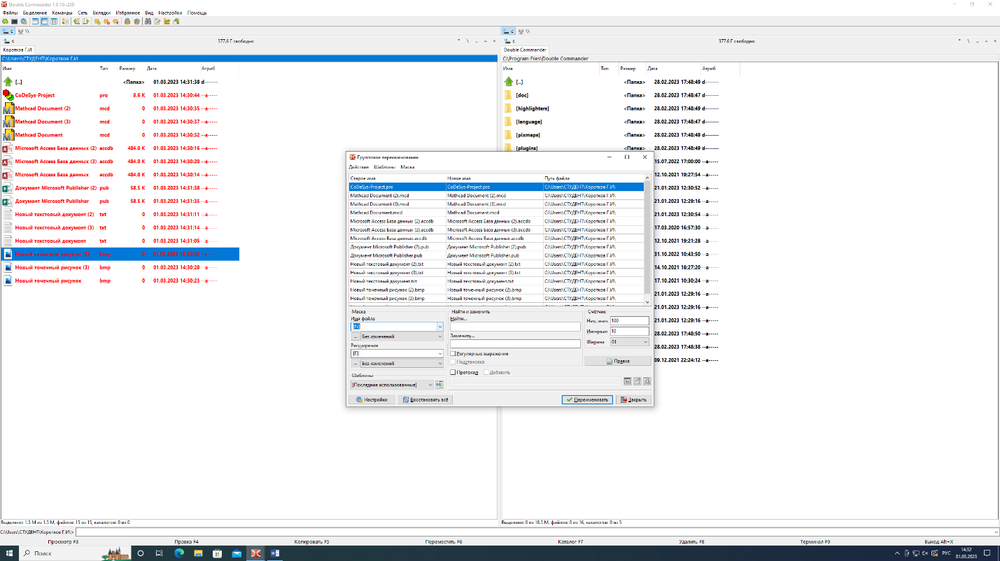 Double Commander 1.0.10~239
Файлы Выделение Команды Сеть Вкладки Избранное Вид Настройки Помощь
c \\
c \\
c 377.6 Г свободно * \ .. ~ <
c 377.6 Г свободно * \ .. ~ >
Коротков Г.И
C:\Users\СТУДЕНТ\Коротков Г.И
Имя Тип Размер Дата Атриб
[..] <Папка> 01.03.2023 14:31:38 d-------
CoDeSys-Project pro 8.6 K 01.03.2023 14:30:44 --a-----
Mathcad Document (2) mcd 0 01.03.2023 14:30:35 --a-----
Mathcad Document (3) mcd 0 01.03.2023 14:30:37 --a-----
Mathcad Document mcd 0 01.03.2023 14:30:32 --a-----
Microsoft Access База данных (2) accdb 484.0 K 01.03.2023 14:30:16 --a-----
Microsoft Access База данных (3) accdb 484.0 K 01.03.2023 14:30:20 --a-----
Microsoft Access База данных accdb 484.0 K 01.03.2023 14:30:14 --a-----
Документ Microsoft Publisher (2) pub 58.5 K 01.03.2023 14:31:38 --a-----
Документ Microsoft Publisher pub 58.5 K 01.03.2023 14:31:35 --a-----
Новый текстовый документ (2) txt 0 01.03.2023 14:31:11 --a-----
Новый текстовый документ (3) txt 0 01.03.2023 14:31:14 --a-----
Новый текстовый документ txt 0 01.03.2023 14:31:05 --a-----
Новый точечный рисунок (2) bmp 0
Новый точечный рисунок (3) bmp 0 01.03.2023 14:30:28 --a-----
Новый точечный рисунок bmp 0 01.03.2023 14:30:23 --a-----
Выделено: 1.5 M из 1.5 M, файлов: 15 из 15, каталогов: 0 из 0
Double Commander
C:\Program Files\Double Commander
Имя Тип Размер Дата Атриб
[..] <Папка> 28.02.2023 17:48:49 d-------
[doc] <Папка> 28.02.2023 17:48:47 d-------
[highlighters] <Папка> 28.02.2023 17:48:49 d-------
[language] <Папка> 28.02.2023 17:48:47 d-------
[pixmaps] <Папка> 28.02.2023 17:48:49 d-------
[plugins] <Папка> 28.02.2023 17:48:49 d-------
15.07.2022 17:00:00 --a-----
12.10.2021 19:27:54 --a-----
21.01.2023 12:30:52 --a-----
21.01.2023 12:29:16 --a-----
21.01.2023 12:30:54 --a-----
17.03.2020 16:57:30 --a-----
12.10.2021 19:21:28 --a-----
31.10.2022 10:43:50 --a-----
14.10.2021 18:27:20 --a-----
17.10.2021 10:30:24 --a-----
21.01.2023 12:29:16 --a-----
21.01.2023 12:29:16 --a-----
21.01.2023 12:29:16 --a-----
28.02.2023 17:48:50 --a-----
28.02.2023 17:48:38 --a-----
09.12.2021 22:24:12 --a-----
Выделено: 0 из 18.5 M, файлов: 0 из 16, каталогов: 0 из 5
Групповое переименование
Действия Шаблоны Маска
Старое имя Новое имя Путь файла
CoDeSys-Project.pro CoDeSys-Project.pro C:\Users\СТУДЕНТ\Коротков Г.И\
Mathcad Document (2).mcd Mathcad Document (2).mcd C:\Users\СТУДЕНТ\Коротков Г.И\
Mathcad Document (3).mcd Mathcad Document (3).mcd C:\Users\СТУДЕНТ\Коротков Г.И\
Mathcad Document.mcd Mathcad Document.mcd C:\Users\СТУДЕНТ\Коротков Г.И\
Microsoft Access База данных (2).accdb Microsoft Access База данных (2).accdb C:\Users\СТУДЕНТ\Коротков Г.И\
Microsoft Access База данных (3).accdb Microsoft Access База данных (3).accdb C:\Users\СТУДЕНТ\Коротков Г.И\
Microsoft Access База данных.accdb Microsoft Access База данных.accdb C:\Users\СТУДЕНТ\Коротков Г.И\
Документ Microsoft Publisher (2).pub Документ Microsoft Publisher (2).pub C:\Users\СТУДЕНТ\Коротков Г.И\
Документ Microsoft Publisher.pub Документ Microsoft Publisher.pub C:\Users\СТУДЕНТ\Коротков Г.И\
Новый текстовый документ (2).txt Новый текстовый документ (2).txt C:\Users\СТУДЕНТ\Коротков Г.И\
Новый текстовый документ (3).txt Новый текстовый документ (3).txt C:\Users\СТУДЕНТ\Коротков Г.И\
Новый текстовый документ.txt Новый текстовый документ.txt C:\Users\СТУДЕНТ\Коротков Г.И\
Новый точечный рисунок (2).bmp Новый точечный рисунок (2).bmp C:\Users\СТУДЕНТ\Коротков Г.И\
Новый точечный рисунок (3).bmp Новый точечный рисунок (3).bmp C:\Users\СТУДЕНТ\Коротков Г.И\
Маска
Имя файла
[N]
... Без изменений
Расширение
[E]
... Без изменений
Шаблоны
[Последние использованные]
Найти и заменить
Найти...
Заменить...
Регулярные выражения
Подстановка
Протокол Добавить
Счётчик
Нач. знач. 100
Интервал 10
Ширина 01
Правка
Настройки Восстановить всё Переименовать Закрыть
C:\Users\СТУДЕНТ\Коротков Г.И\>
Просмотр F3 Правка F4 Копировать F5 Переместить F6 Каталог F7 Удалить F8 Терминал F9 Выход Alt+X
Поиск
РУС
14:32
01.03.2023